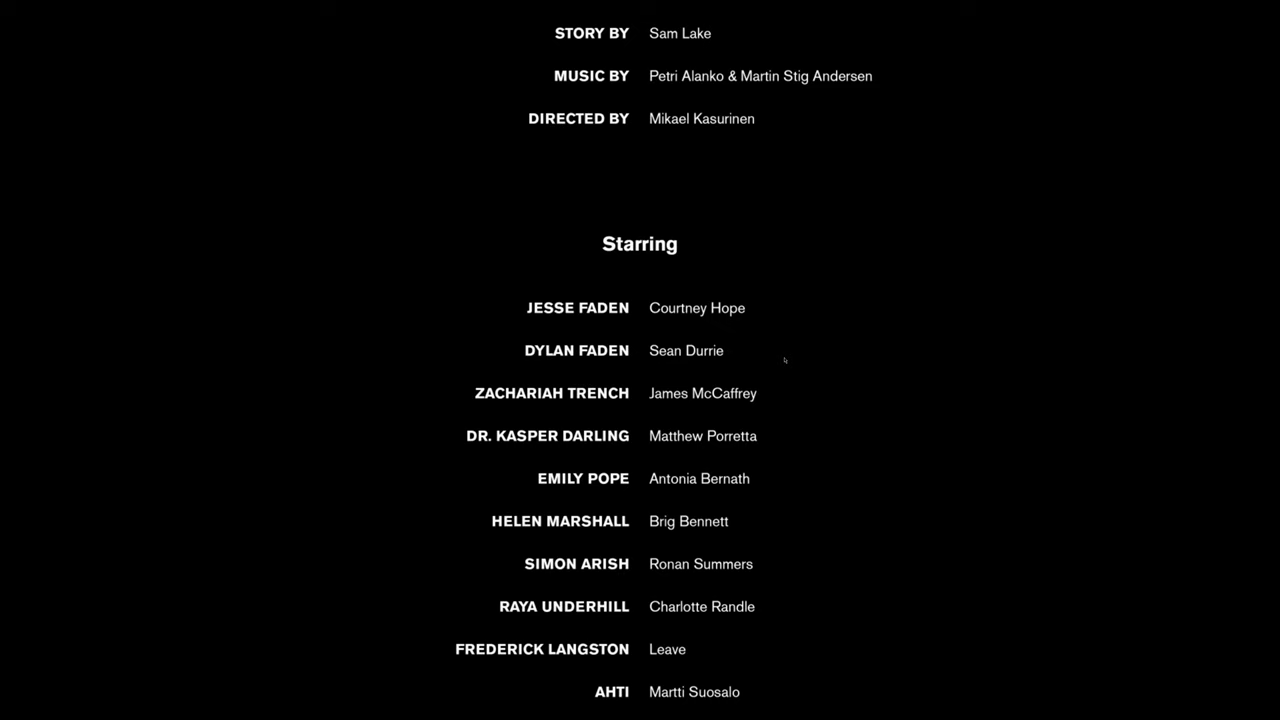 STORY BY Sam Lake
MUSIC BY Petri Alanko & Martin Stig Andersen
DIRECTED BY Mikael Kasurinen
Starring
JESSE FADEN Courtney Hope
DYLAN FADEN Sean Durrie
ZACHARIAH TRENCH James McCaffrey
DR. KASPER DARLING Matthew Porretta
EMILY POPE Antonia Bernath
HELEN MARSHALL Brig Bennett
SIMON ARISH Ronan Summers
RAYA UNDERHILL Charlotte Randle
FREDERICK LANGSTON Leave
AHTI Martti Suosalo